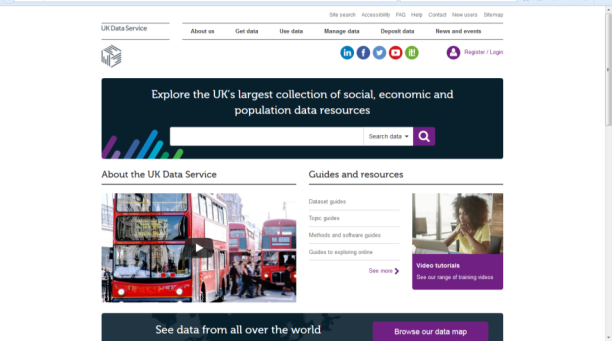 Site search Accessibility FAQ Help Contact New users Sitemap
UK Data Service
About us Get data Use data Manage data Deposit data News and events
in f it! Register / Login
Explore the UK's largest collection of social, economic and
population data resources
Search data
About the UK Data Service
Guides and resources
Dataset guides
Topic guides
Methods and software guides
Guides to exploring online
See more
Video tutorials
See our range of training videos
See data from all over the world
Browse our data map